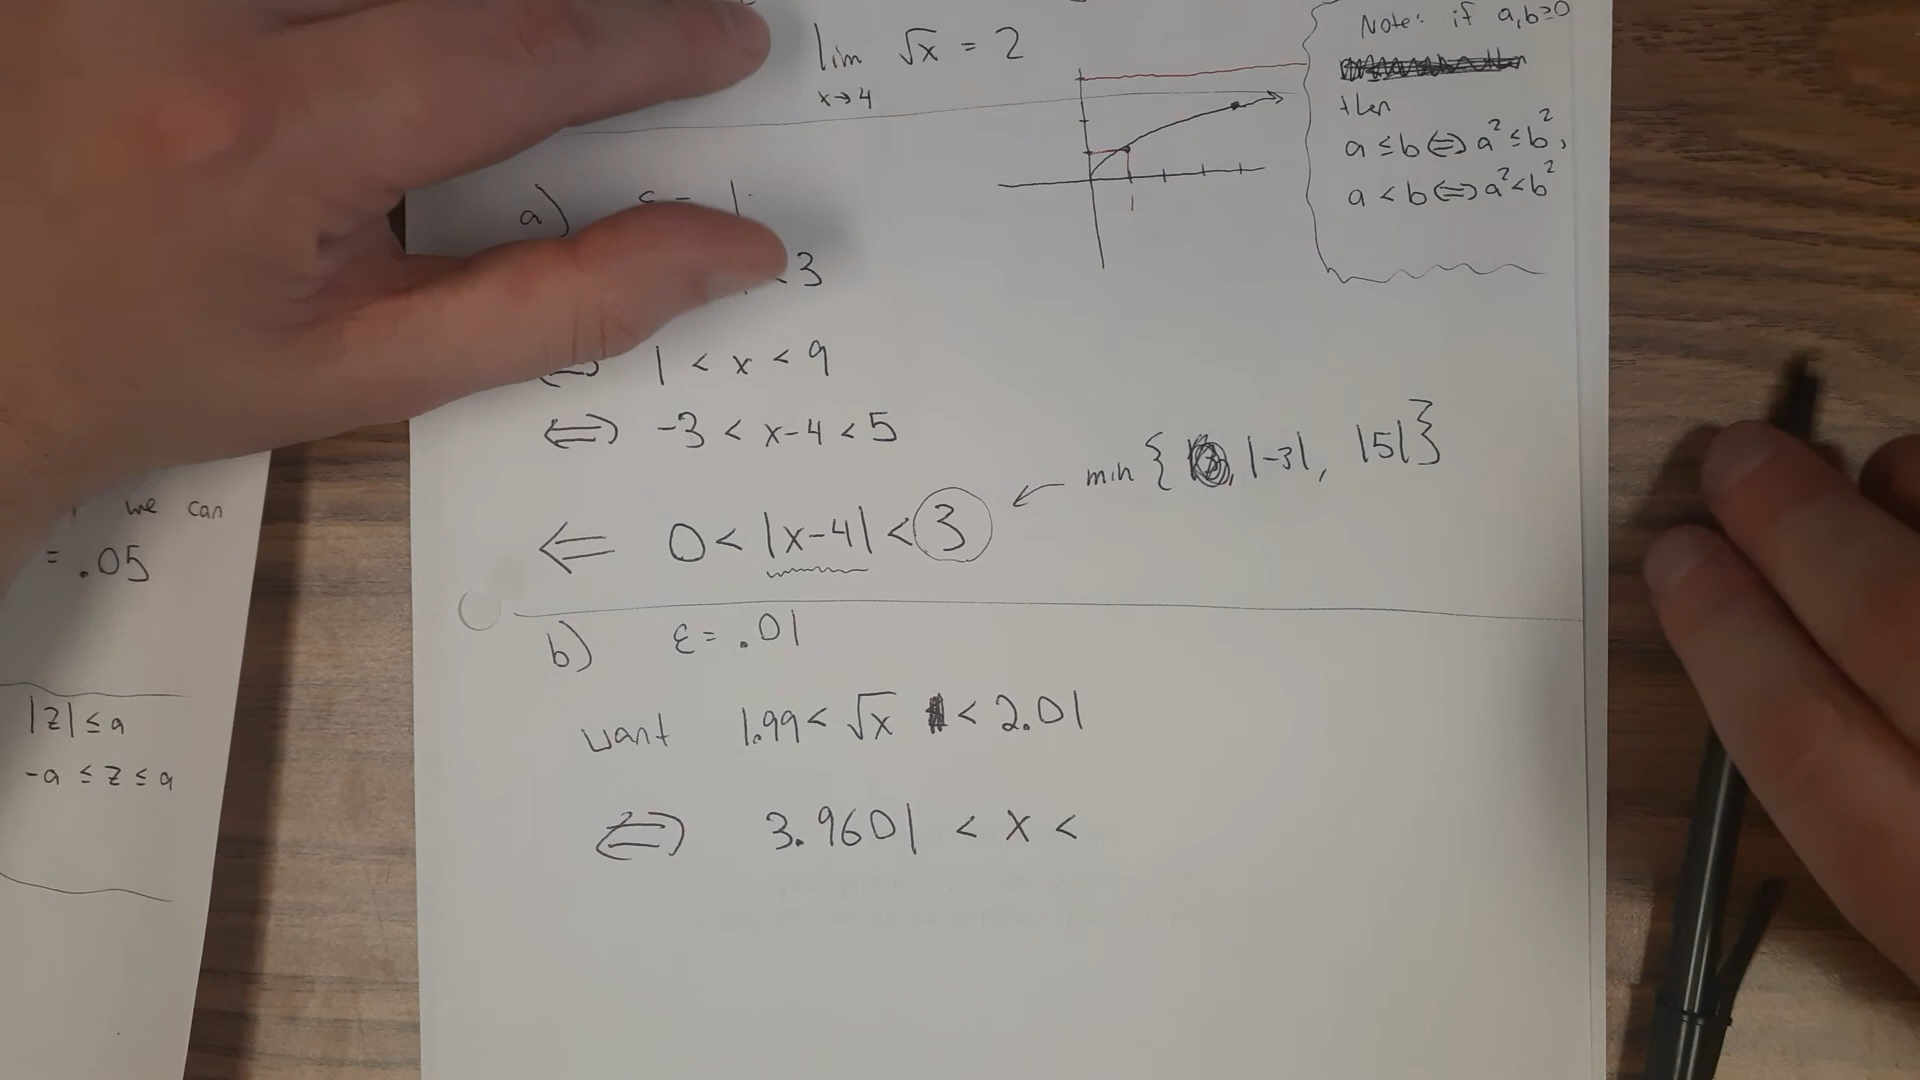 lim √x = 2
x→4
Note: if a,b≥0
then
a ≤ b ⇔ a² ≤ b²,
a < b ⇔ a² < b²
1
a)
3
⇔ 1 < x < 9
⇔ -3 < x-4 < 5
min { |-3|, |5| }
⇐ 0 < |x-4| < 3
b) ε = .01
want 1.99 < √x < 2.01
⇔ 3.9601 < x <
we can
= .05
|z| ≤ a
-a ≤ z ≤ a